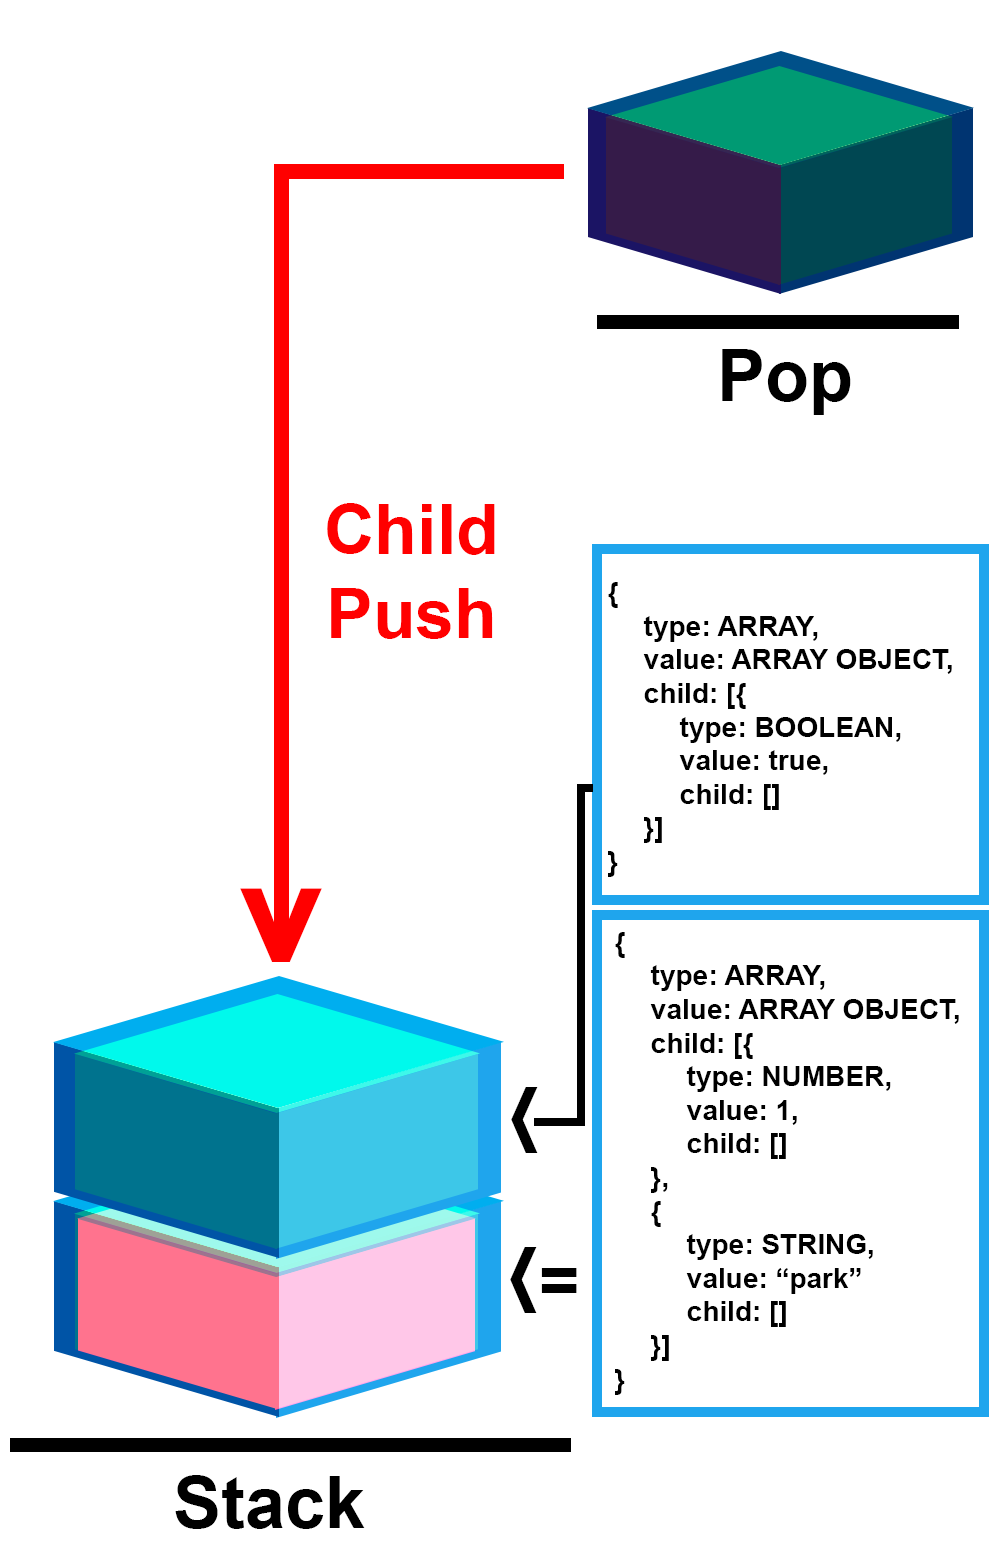 Pop
Child
Push
{
type: ARRAY,
value: ARRAY OBJECT,
child: [{
type: BOOLEAN,
value: true,
child: []
}]
}
{
type: ARRAY,
value: ARRAY OBJECT,
child: [{
type: NUMBER,
value: 1,
child: []
},
{
type: STRING,
value: “park”
child: []
}]
}
Stack